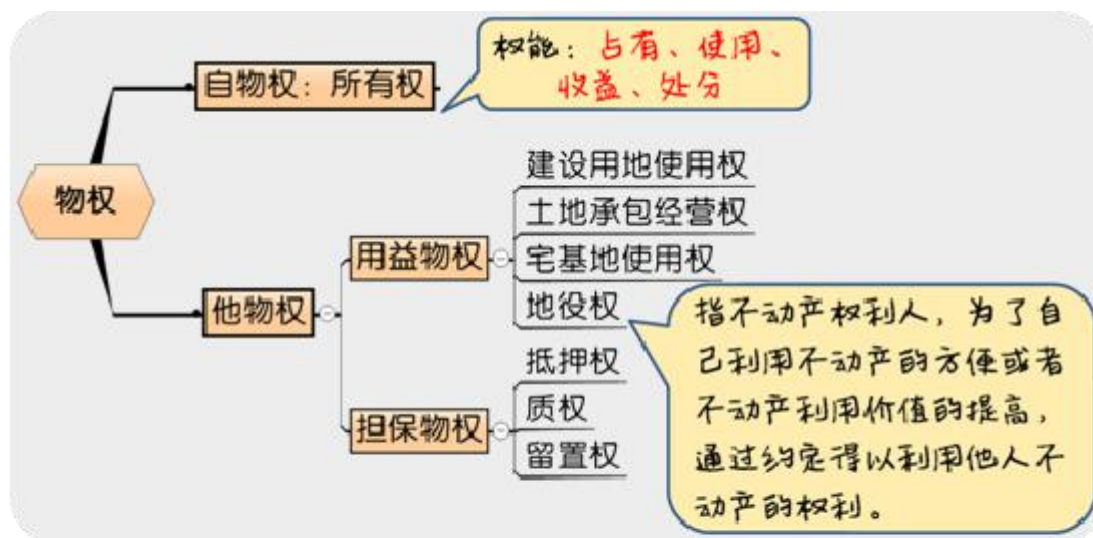 权能：占有、使用、
收益、处分
自物权：所有权
物权
建设用地使用权
土地承包经营权
用益物权
宅基地使用权
地役权
他物权
指不动产权利人，为了自
己利用不动产的方便或者
不动产利用价值的提高，
通过约定得以利用他人不
动产的权利。
抵押权
质权
担保物权
留置权